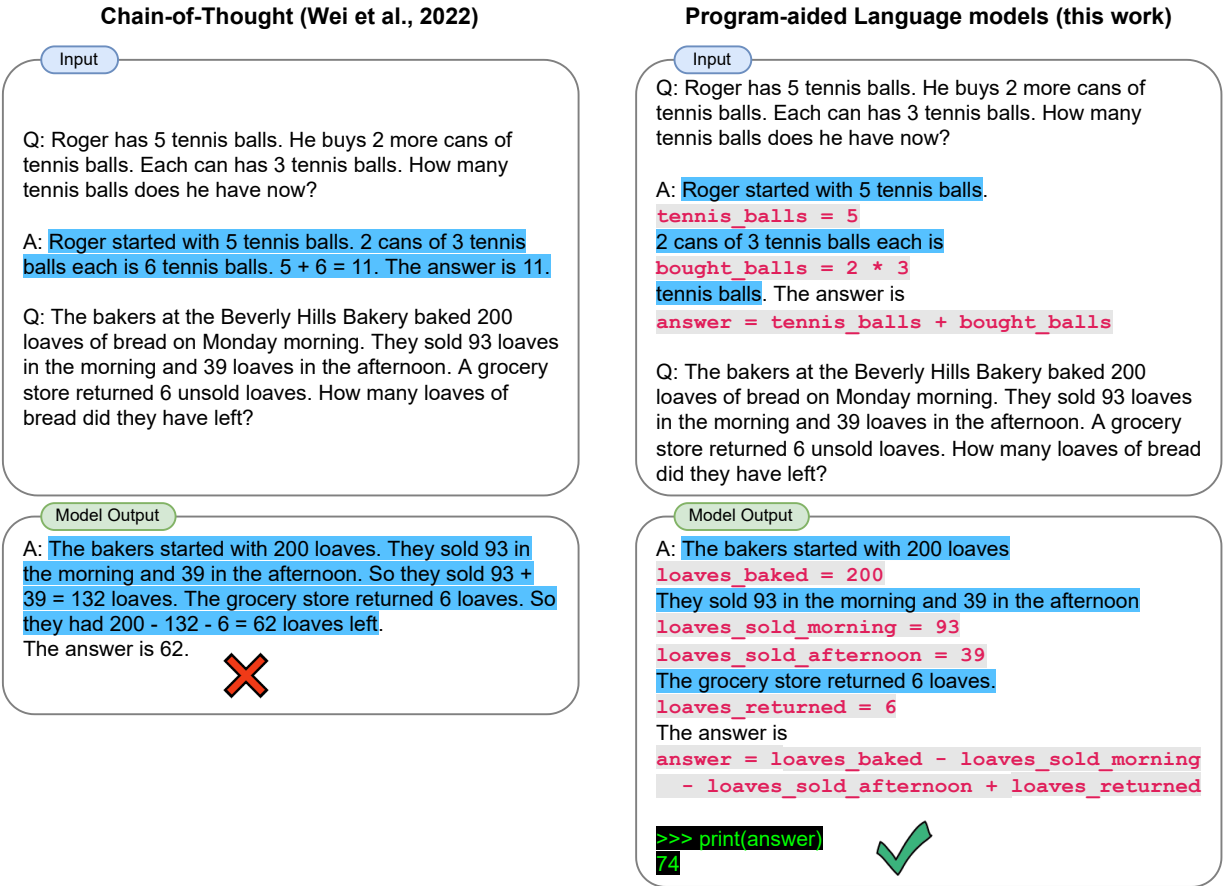 Chain-of-Thought (Wei et al., 2022)
Input
Q: Roger has 5 tennis balls. He buys 2 more cans of
tennis balls. Each can has 3 tennis balls. How many
tennis balls does he have now?
A: Roger started with 5 tennis balls. 2 cans of 3 tennis
balls each is 6 tennis balls. 5 + 6 = 11. The answer is 11.
Q: The bakers at the Beverly Hills Bakery baked 200
loaves of bread on Monday morning. They sold 93 loaves
in the morning and 39 loaves in the afternoon. A grocery
store returned 6 unsold loaves. How many loaves of
bread did they have left?
Model Output
A: The bakers started with 200 loaves. They sold 93 in
the morning and 39 in the afternoon. So they sold 93 +
39 = 132 loaves. The grocery store returned 6 loaves. So
they had 200 - 132 - 6 = 62 loaves left.
The answer is 62.
Program-aided Language models (this work)
Input
Q: Roger has 5 tennis balls. He buys 2 more cans of
tennis balls. Each can has 3 tennis balls. How many
tennis balls does he have now?
A: Roger started with 5 tennis balls.
tennis_balls = 5
2 cans of 3 tennis balls each is
bought_balls = 2 * 3
tennis balls. The answer is
answer = tennis_balls + bought_balls
Q: The bakers at the Beverly Hills Bakery baked 200
loaves of bread on Monday morning. They sold 93 loaves
in the morning and 39 loaves in the afternoon. A grocery
store returned 6 unsold loaves. How many loaves of bread
did they have left?
Model Output
A: The bakers started with 200 loaves
loaves_baked = 200
They sold 93 in the morning and 39 in the afternoon
loaves_sold_morning = 93
loaves_sold_afternoon = 39
The grocery store returned 6 loaves.
loaves_returned = 6
The answer is
answer = loaves_baked - loaves_sold_morning
- loaves_sold_afternoon + loaves_returned
>>> print(answer)
74